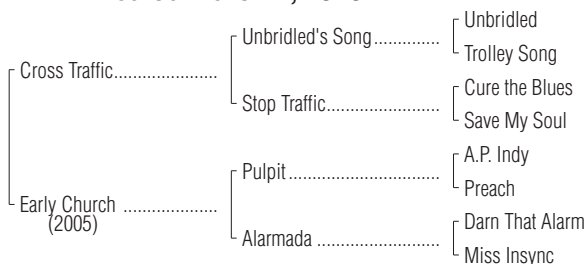 Unbridled
Unbridled's Song..............
Trolley Song
Cross Traffic......................
Cure the Blues
Stop Traffic........................
Save My Soul
A.P. Indy
Pulpit................................
Preach
Early Church ....................
(2005)
Darn That Alarm
Alarmada ..........................
Miss Insync